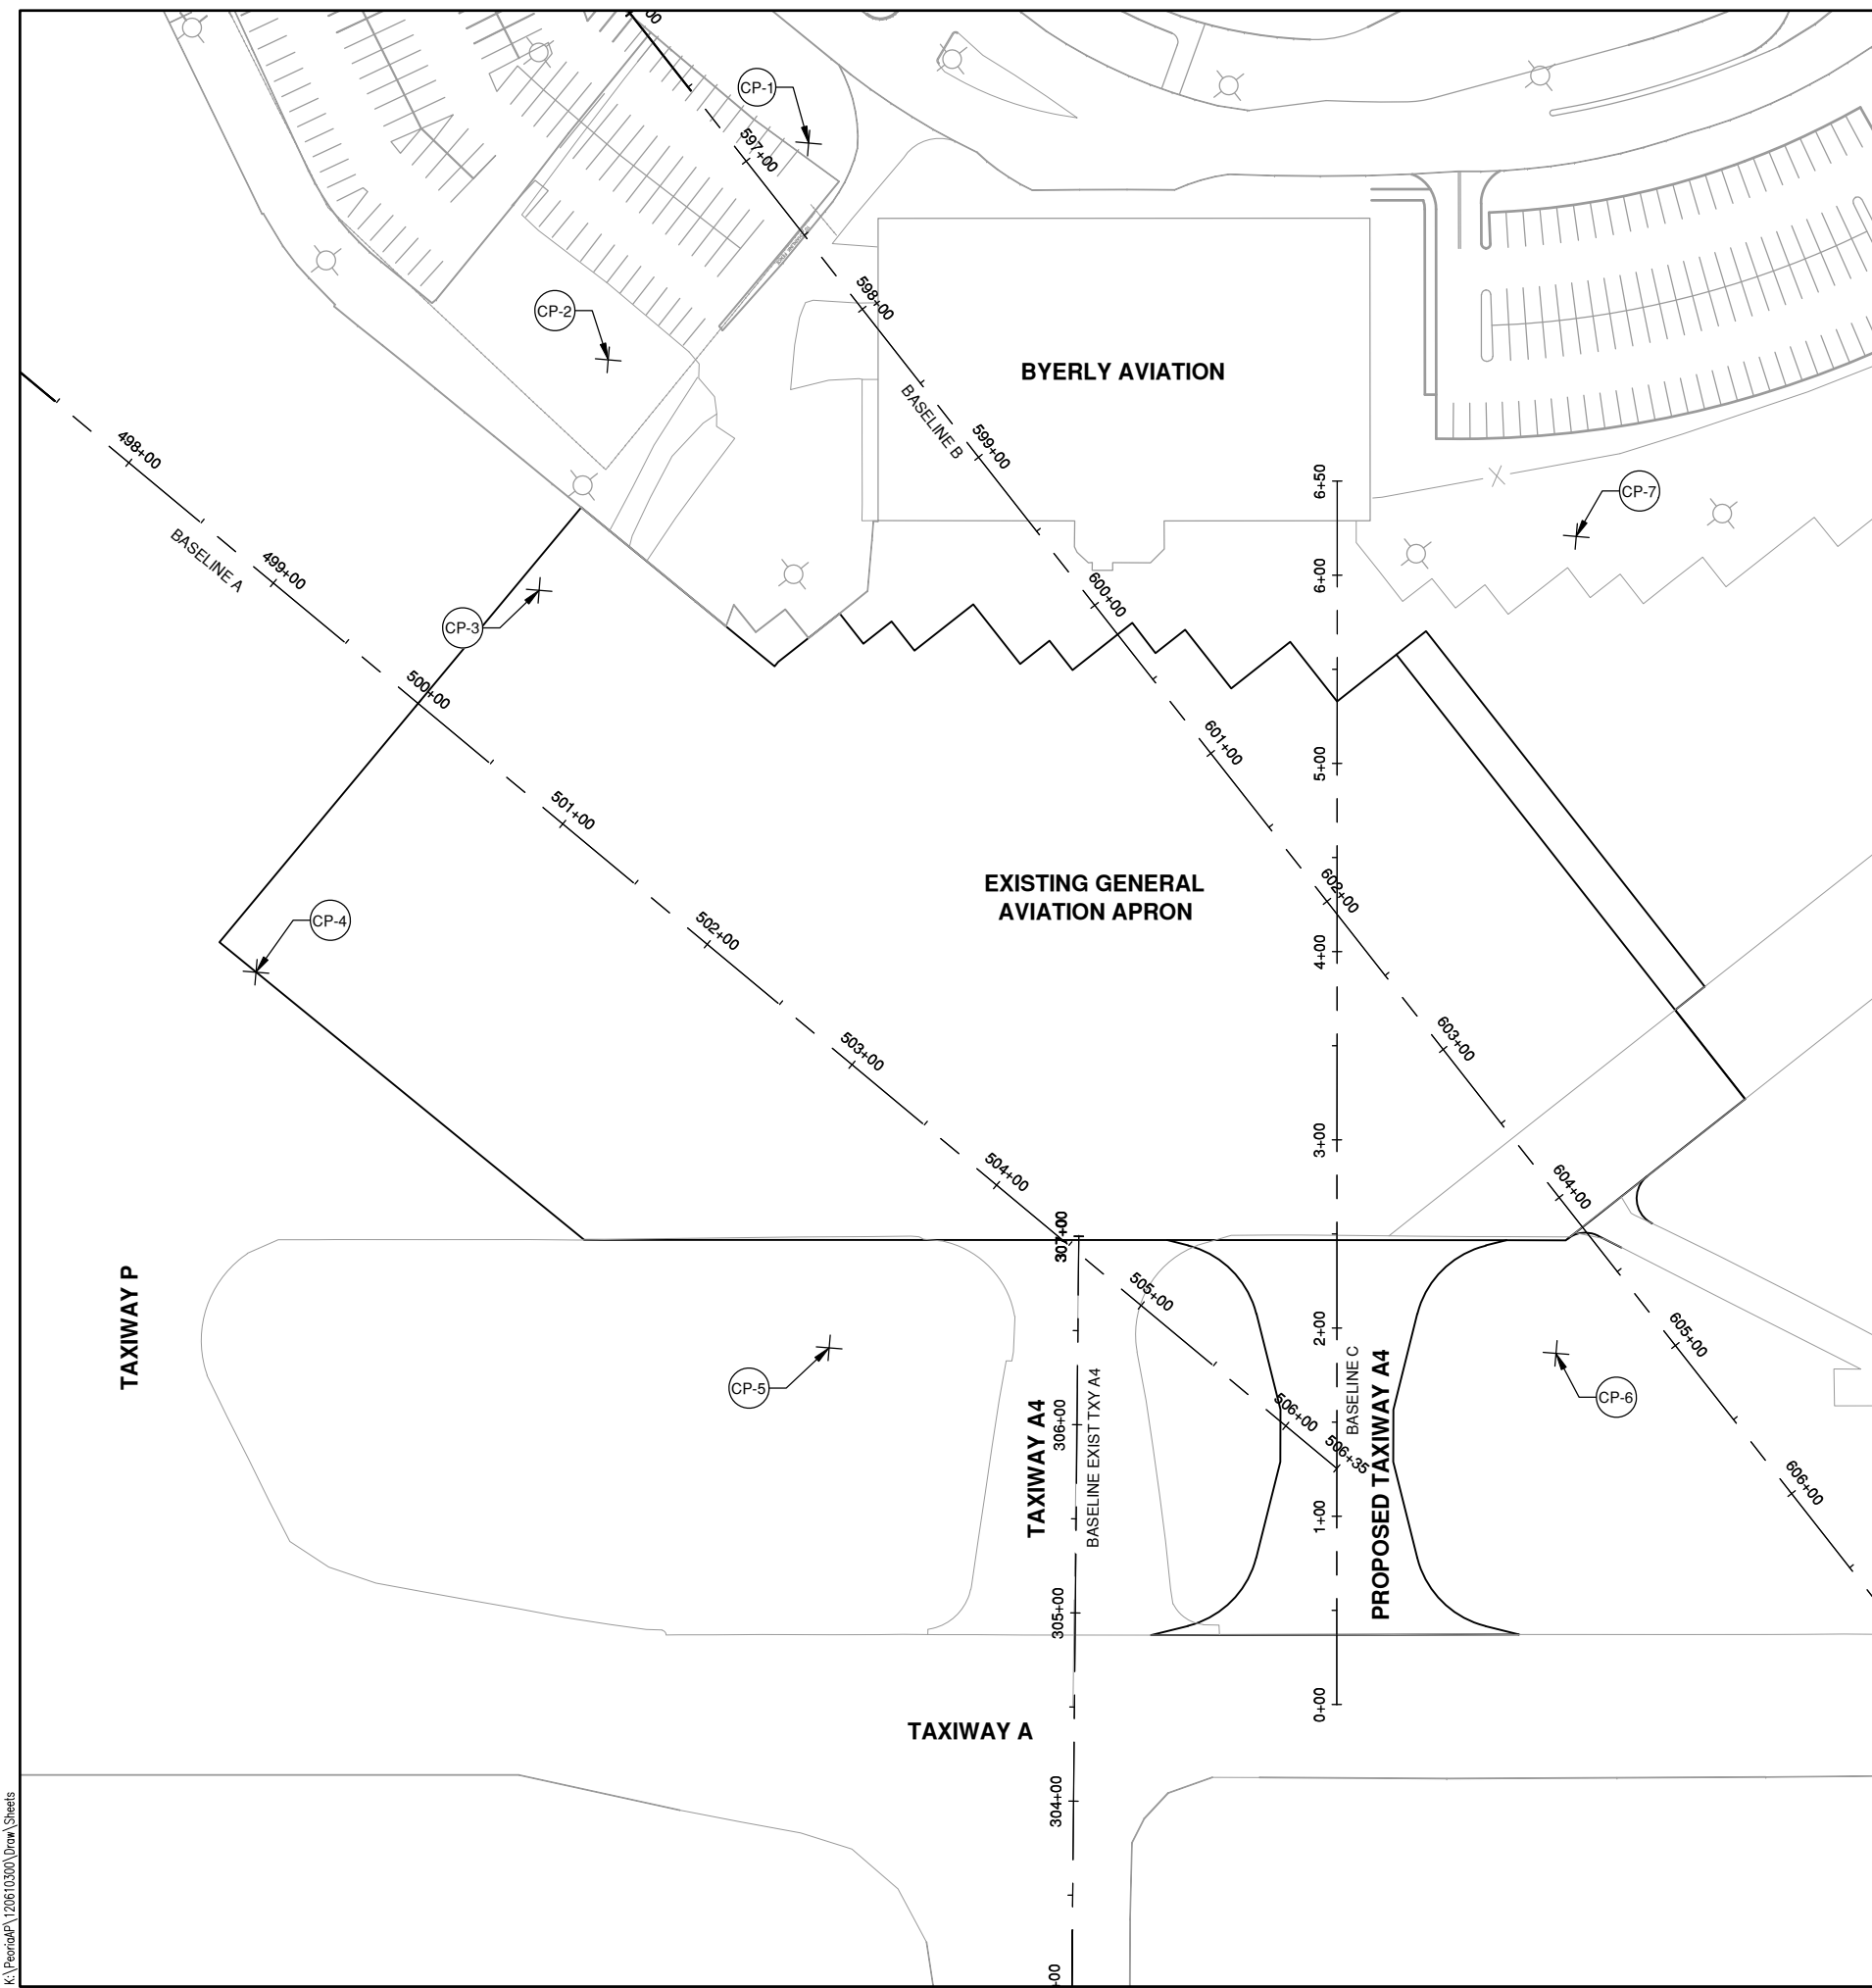 CP-1
597+00
CP-2
598+00
BYERLY AVIATION
BASELINE B
599+00
498+00
6+50
CP-7
BASELINE A
499+00
6+00
600+00
CP-3
500+00
601+00
5+00
501+00
EXISTING GENERAL
AVIATION APRON
602+00
CP-4
502+00
4+00
503+00
603+00
3+00
504+00
604+00
307+00
TAXIWAY P
505+00
2+00
605+00
CP-5
TAXIWAY A4
306+00
BASELINE EXIST TXY A4
506+00
506+35
BASELINE C
PROPOSED TAXIWAY A4
CP-6
606+00
1+00
305+00
0+00
TAXIWAY A
304+00
00
00
K:\PeoriaAP\120610300\Draw\Sheets